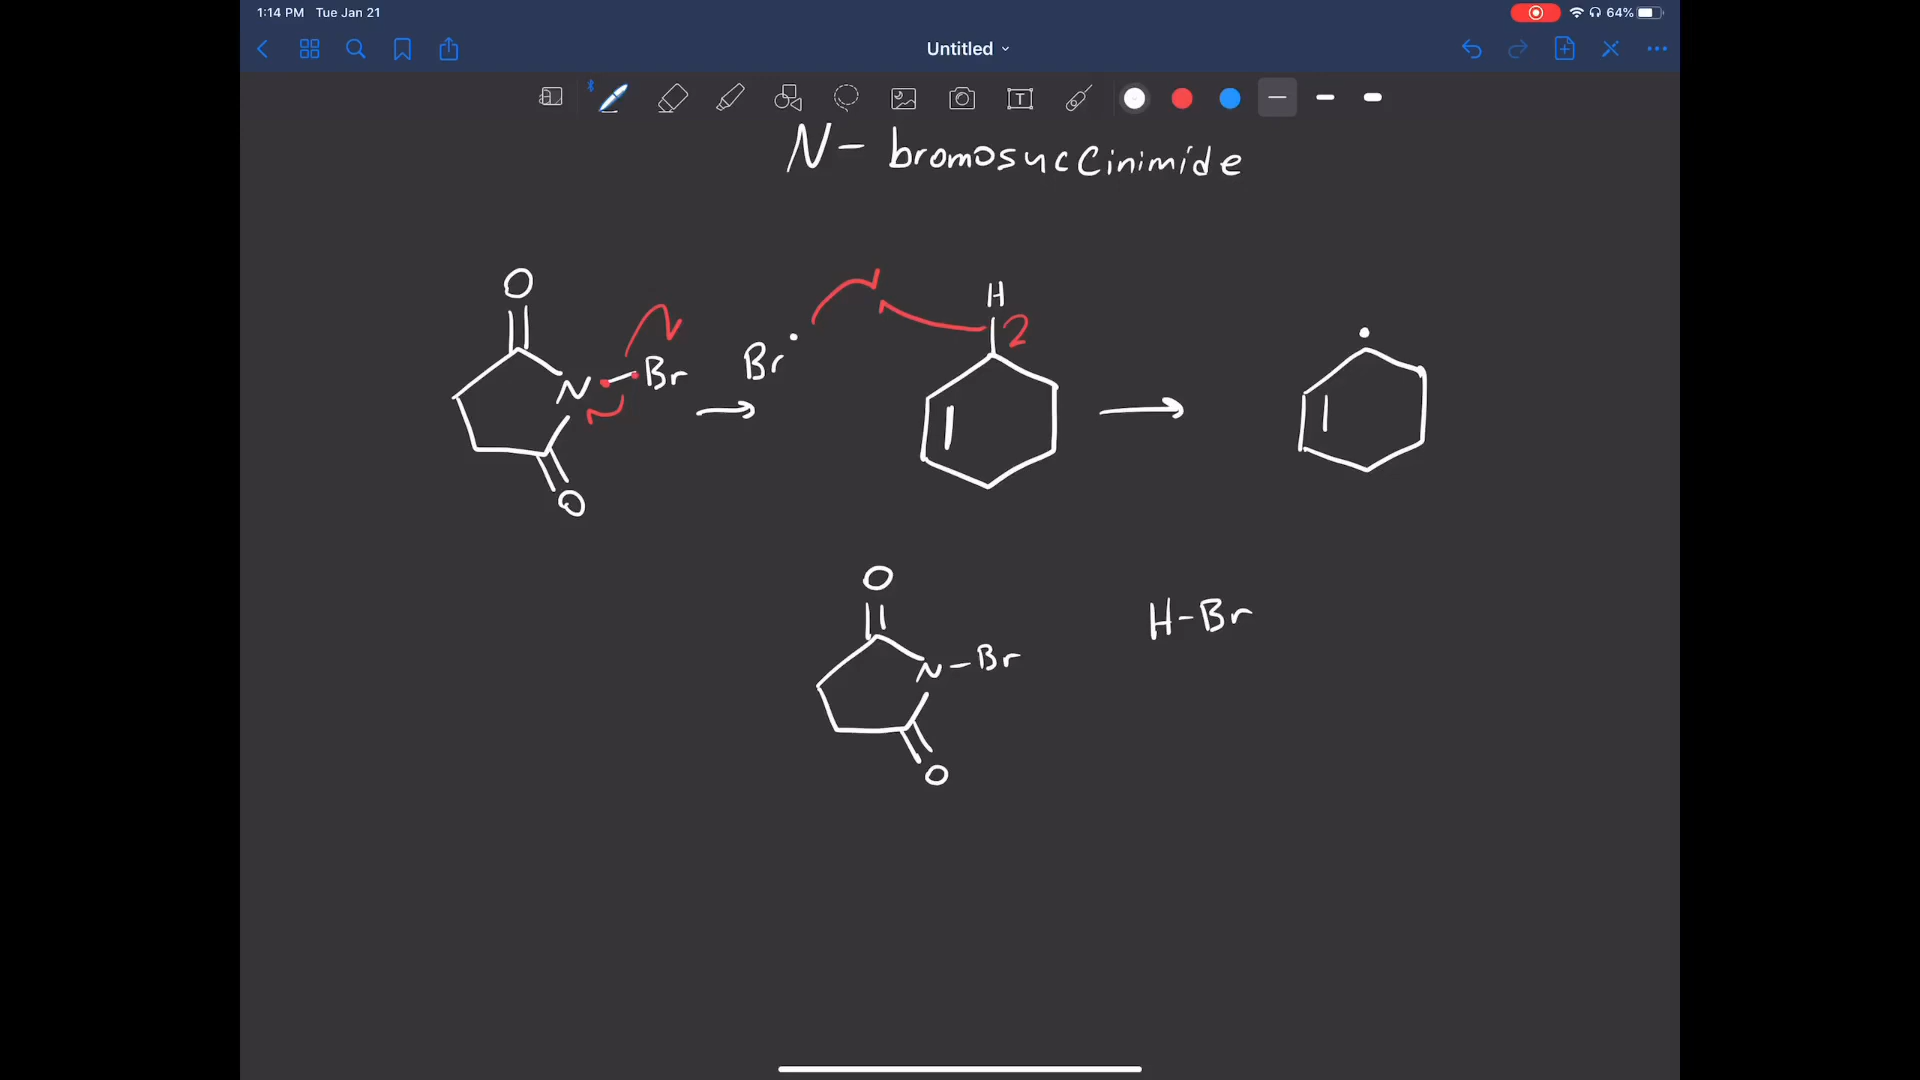 1:14 PM Tue Jan 21
64%
Untitled
T
N- bromosuccinimide
O
N
Br
O
Br
H
2
O
N-Br
O
H-Br